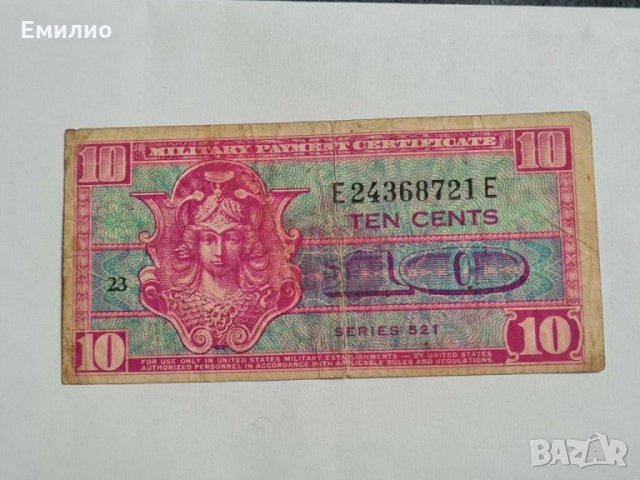 Емилио
10 MILITARY PAYMENT CERTIFICATE 10
E24368721E
TEN CENTS
23
SERIES 521
10 10
FOR USE ONLY IN UNITED STATES MILITARY ESTABLISHMENTS — BY UNITED STATES
AUTHORIZED PERSONNEL IN ACCORDANCE WITH APPLICABLE RULES AND REGULATIONS
BAZAR